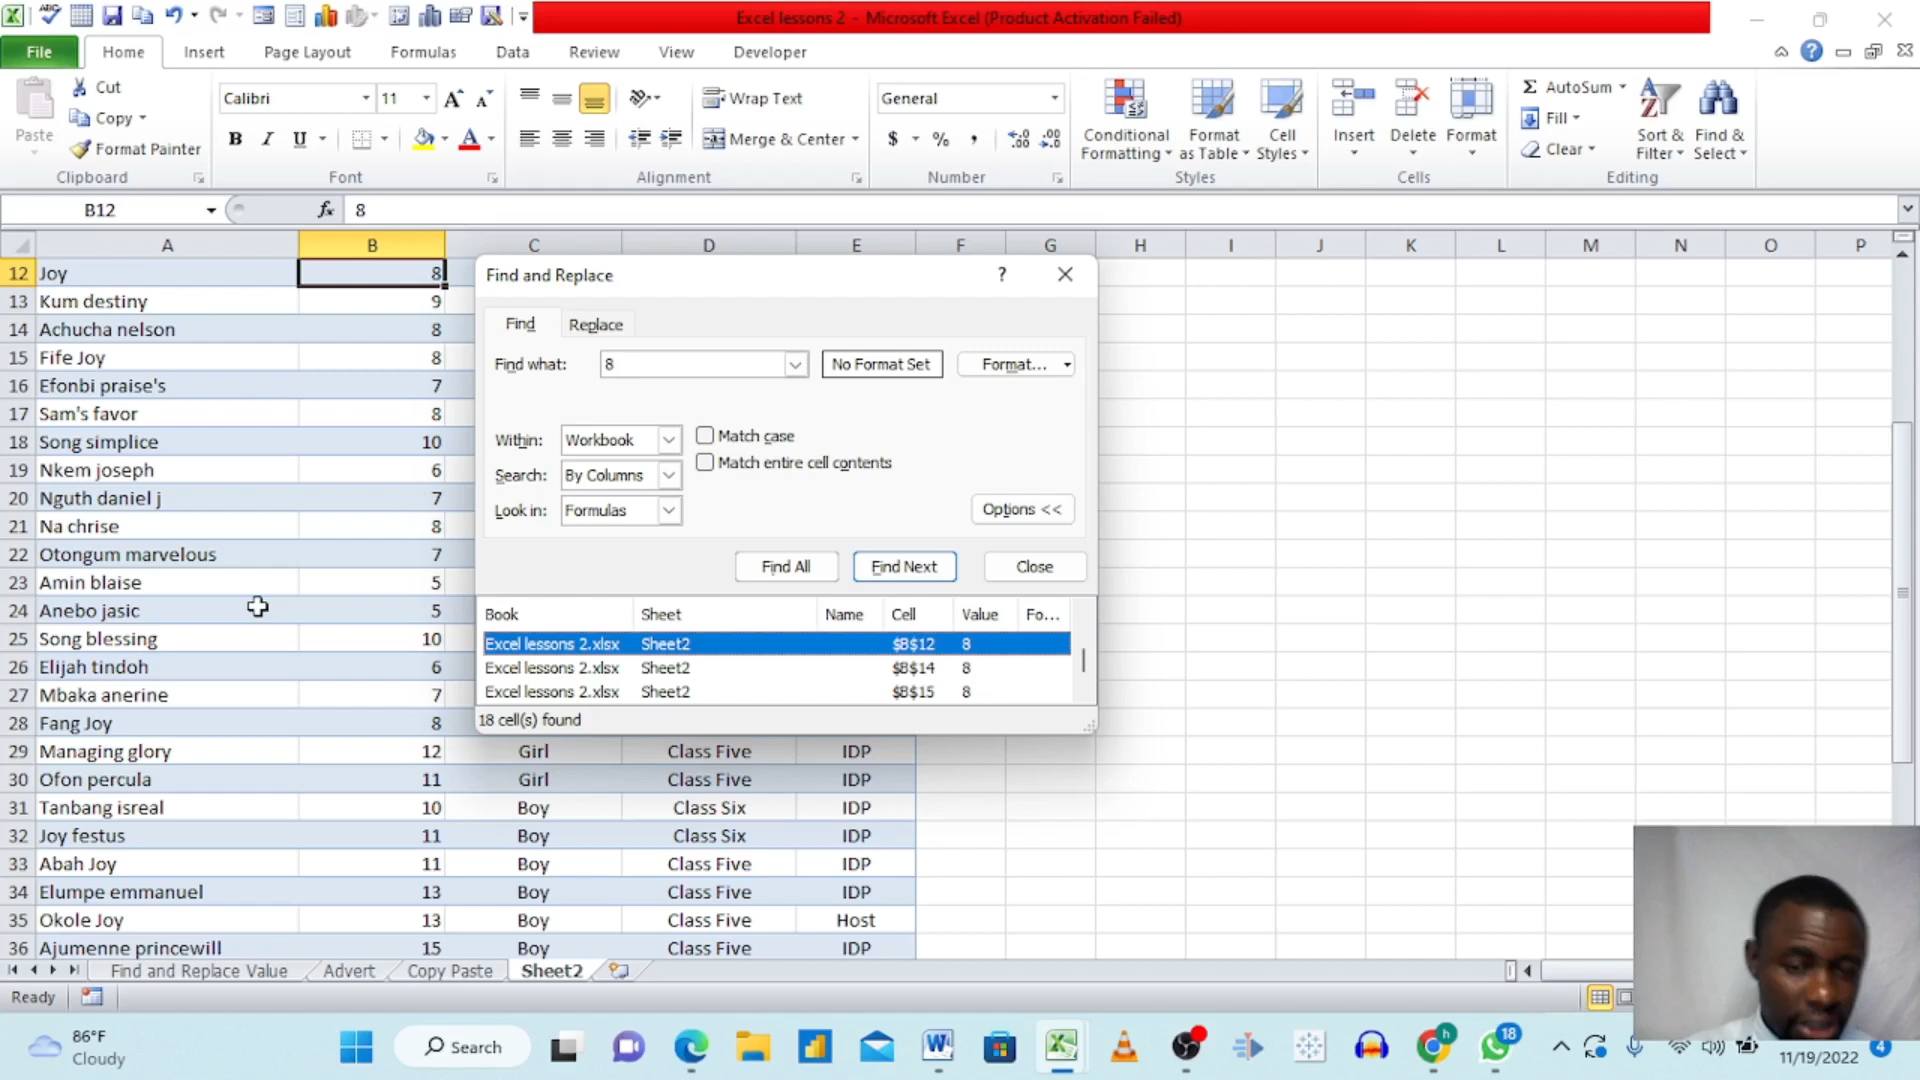 Excel lessons 2 - Microsoft Excel (Product Activation Failed)
File Home Insert Page Layout Formulas Data Review View Developer
Paste
Cut
Copy
Format Painter
Clipboard
Calibri 11
B I U
Font
Wrap Text
Merge & Center
Alignment
General
$ % ,
Number
Conditional Formatting
Format as Table
Cell Styles
Styles
Insert Delete Format
Cells
AutoSum
Fill
Clear
Sort & Filter
Find & Select
Editing
B12 fx 8
A B C D E F G H I J K L M N O P
12 Joy 8
13 Kum destiny 9
14 Achucha nelson 8
15 Fife Joy 8
16 Efonbi praise's 7
17 Sam's favor 8
18 Song simplice 10
19 Nkem joseph 6
20 Nguth daniel j 7
21 Na chrise 8
22 Otongum marvelous 7
23 Amin blaise 5
24 Anebo jasic 5
25 Song blessing 10
26 Elijah tindoh 6
27 Mbaka anerine 7
28 Fang Joy 8
29 Managing glory 12 Girl Class Five IDP
30 Ofon percula 11 Girl Class Five IDP
31 Tanbang isreal 10 Boy Class Six IDP
32 Joy festus 11 Boy Class Six IDP
33 Abah Joy 11 Boy Class Five IDP
34 Elumpe emmanuel 13 Boy Class Five IDP
35 Okole Joy 13 Boy Class Five Host
36 Ajumenne princewill 15 Boy Class Five IDP
Find and Replace ?
Find Replace
Find what: 8 No Format Set Format...
Within: Workbook Match case
Search: By Columns Match entire cell contents
Look in: Formulas
Options <<
Find All Find Next Close
Book Sheet Name Cell Value Fo...
Excel lessons 2.xlsx Sheet2 $B$12 8
Excel lessons 2.xlsx Sheet2 $B$14 8
Excel lessons 2.xlsx Sheet2 $B$15 8
18 cell(s) found
Find and Replace Value Advert Copy Paste Sheet2
Ready
86°F
Cloudy
Search
18
11/19/2022
4